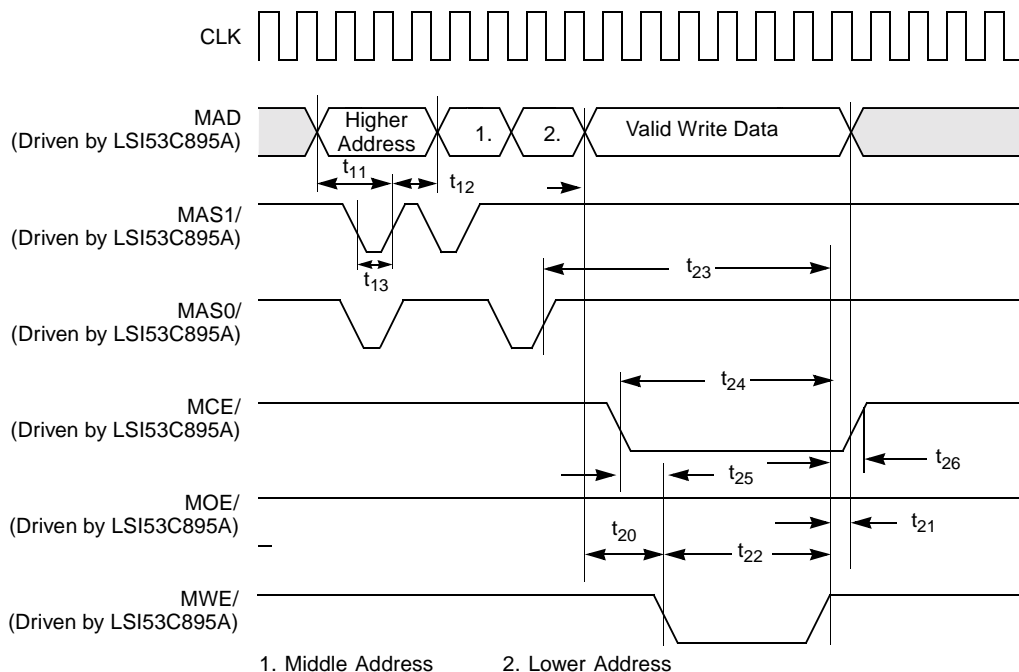 CLK
MAD
(Driven by LSI53C895A)
Higher
Address
1.
2.
Valid Write Data
t11
t12
MAS1/
(Driven by LSI53C895A)
t13
t23
MAS0/
(Driven by LSI53C895A)
t24
MCE/
(Driven by LSI53C895A)
t25
t26
MOE/
(Driven by LSI53C895A)
t20
t21
t22
MWE/
(Driven by LSI53C895A)
1. Middle Address 2. Lower Address